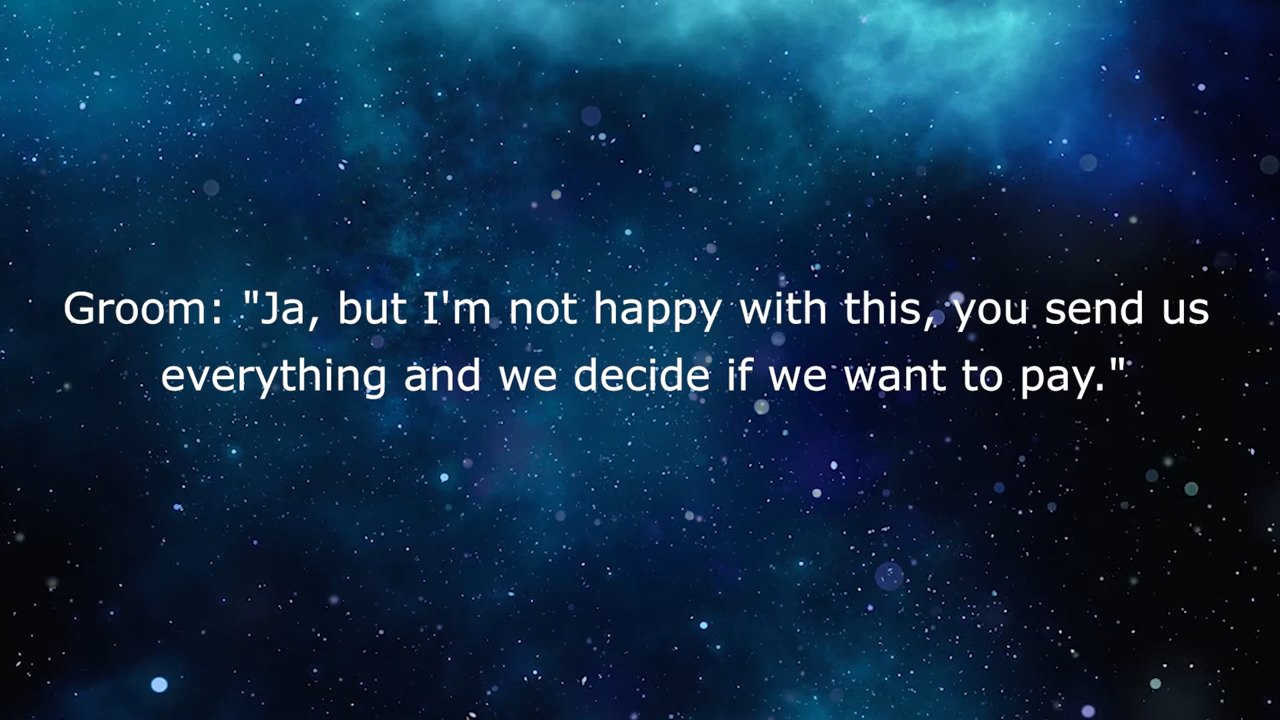 Groom: "Ja, but I'm not happy with this, you send us
everything and we decide if we want to pay."